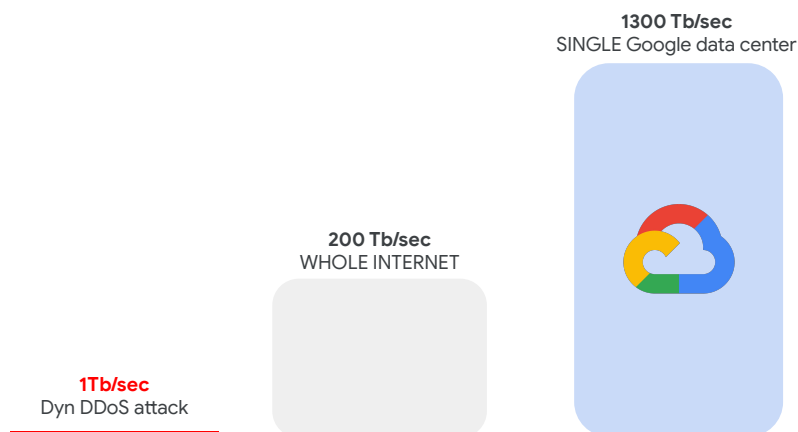 1300 Tb/sec
SINGLE Google data center
200 Tb/sec
WHOLE INTERNET
1Tb/sec
Dyn DDoS attack